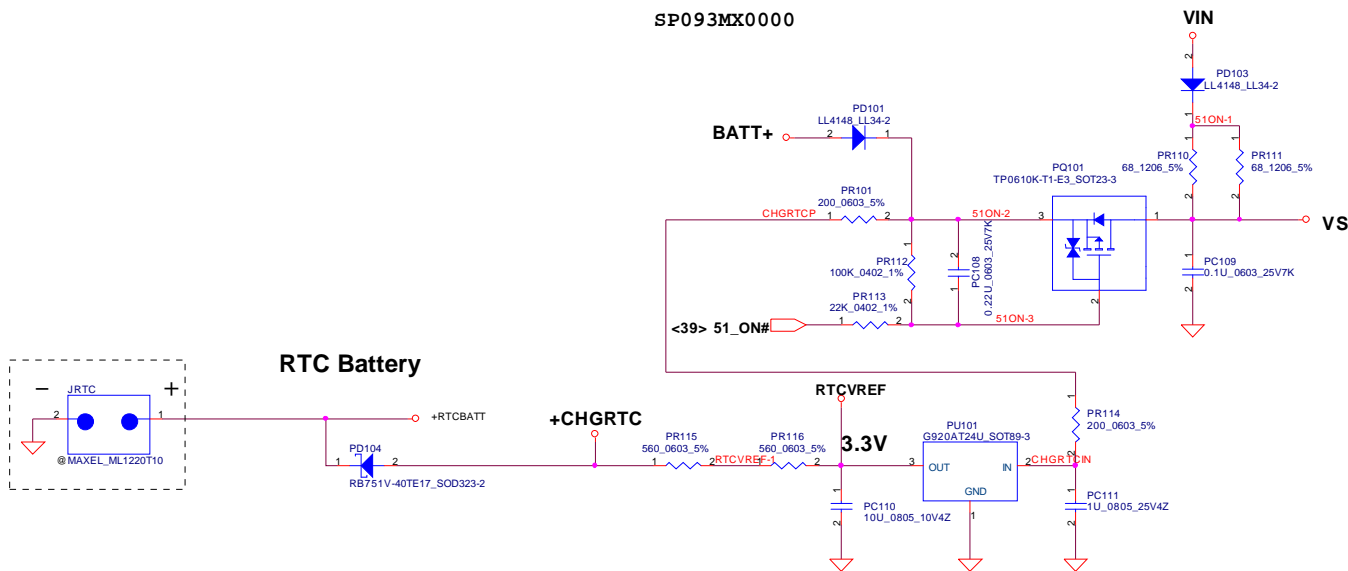 SP093MX0000
VIN
2
PD103
LL4148_LL34-2
1
51ON-1
PD101
LL4148_LL34-2
BATT+
2
1
1
1
PR110
68_1206_5%
PR111
68_1206_5%
2
2
PQ101
TP0610K-T1-E3_SOT23-3
PR101
200_0603_5%
CHGRTCP
1
2
51ON-2
3
1
VS
1
PR112
100K_0402_1%
2
2
PC108
0.22U_0603_25V7K
1
1
PC109
0.1U_0603_25V7K
2
PR113
22K_0402_1%
<39> 51_ON#
1
2
51ON-3
2
RTC Battery
JRTC
−
+
2
1
@MAXEL_ML1220T10
+RTCBATT
PD104
1
2
RB751V-40TE17_SOD323-2
+CHGRTC
PR115
560_0603_5%
1
2
RTCVREF-1
PR116
560_0603_5%
1
2
RTCVREF
3.3V
PU101
G920AT24U_SOT89-3
3
OUT
IN
2
GND
1
CHGRTCIN
1
PR114
200_0603_5%
2
1
PC110
10U_0805_10V4Z
2
1
PC111
1U_0805_25V4Z
2